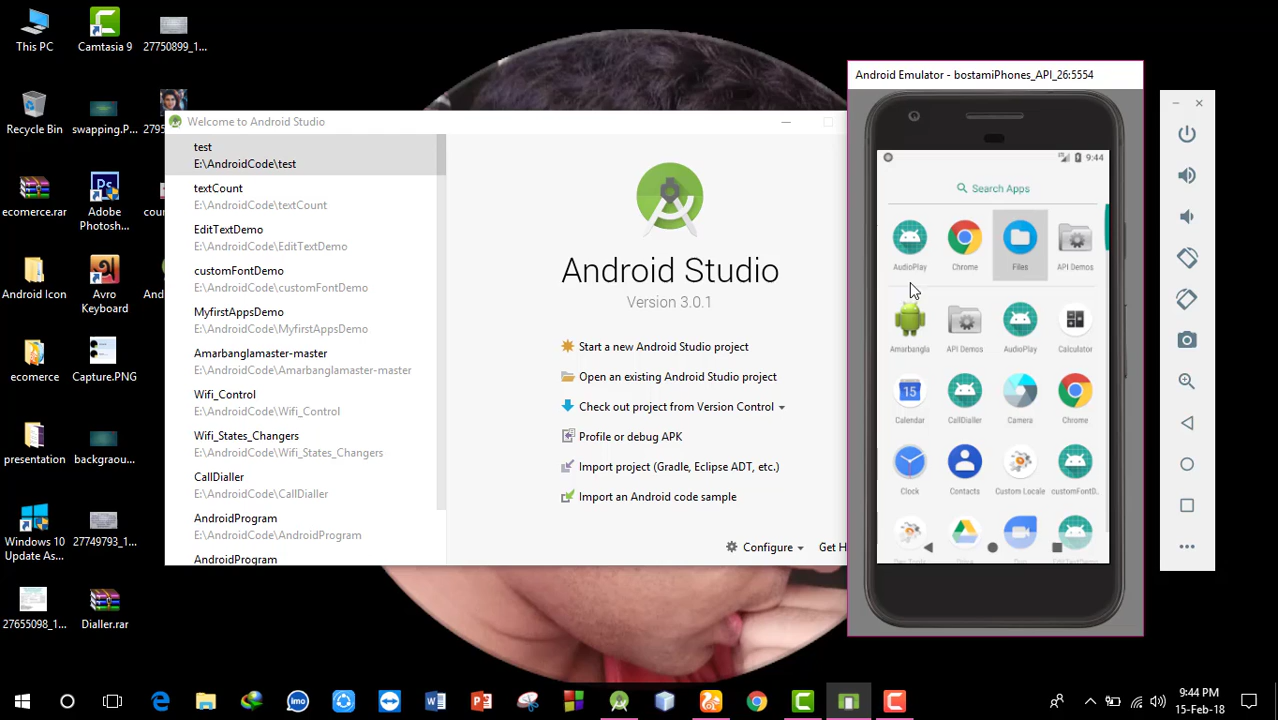 This PC
Camtasia 9
27750899_1...
Recycle Bin
swapping.P...
ecomerce.rar
Adobe
Photosh...
Android Icon
Avro
Keyboard
ecomerce
Capture.PNG
presentation
backgraou...
Windows 10
Update As...
27749793_1...
27655098_1...
Dialler.rar
Welcome to Android Studio
test
E:\AndroidCode\test
textCount
E:\AndroidCode\textCount
EditTextDemo
E:\AndroidCode\EditTextDemo
customFontDemo
E:\AndroidCode\customFontDemo
MyfirstAppsDemo
E:\AndroidCode\MyfirstAppsDemo
Amarbanglamaster-master
E:\AndroidCode\Amarbanglamaster-master
Wifi_Control
E:\AndroidCode\Wifi_Control
Wifi_States_Changers
E:\AndroidCode\Wifi_States_Changers
CallDialler
E:\AndroidCode\CallDialler
AndroidProgram
E:\AndroidCode\AndroidProgram
AndroidProgram
Android Studio
Version 3.0.1
Start a new Android Studio project
Open an existing Android Studio project
Check out project from Version Control
Profile or debug APK
Import project (Gradle, Eclipse ADT, etc.)
Import an Android code sample
Configure
Get H
Android Emulator - bostamiPhones_API_26:5554
9:44
Search Apps
AudioPlay Chrome Files API Demos
Amarbangla API Demos AudioPlay Calculator
15
Calendar CallDialler Camera Chrome
Clock Contacts Custom Locale customFontD..
imo
9:44 PM
15-Feb-18